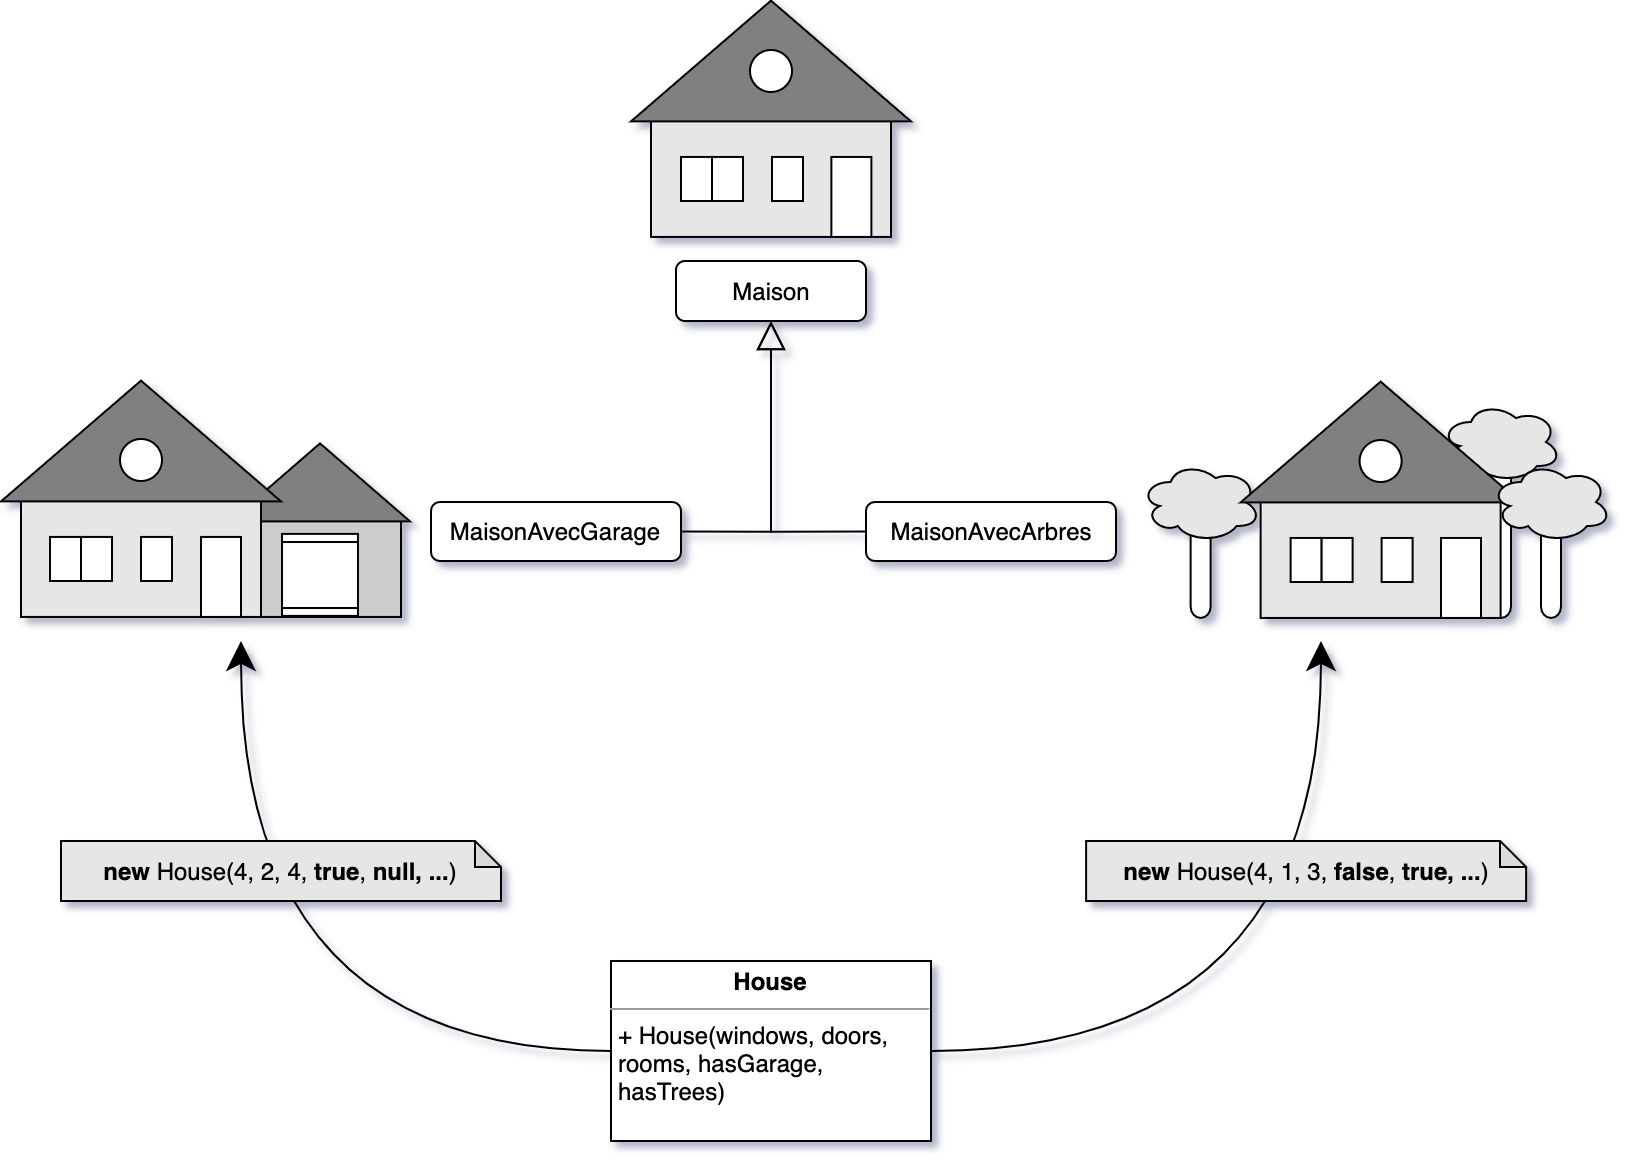 Maison
MaisonAvecGarage
MaisonAvecArbres
new House(4, 2, 4, true, null, ...)
new House(4, 1, 3, false, true, ...)
House
+ House(windows, doors,
rooms, hasGarage,
hasTrees)